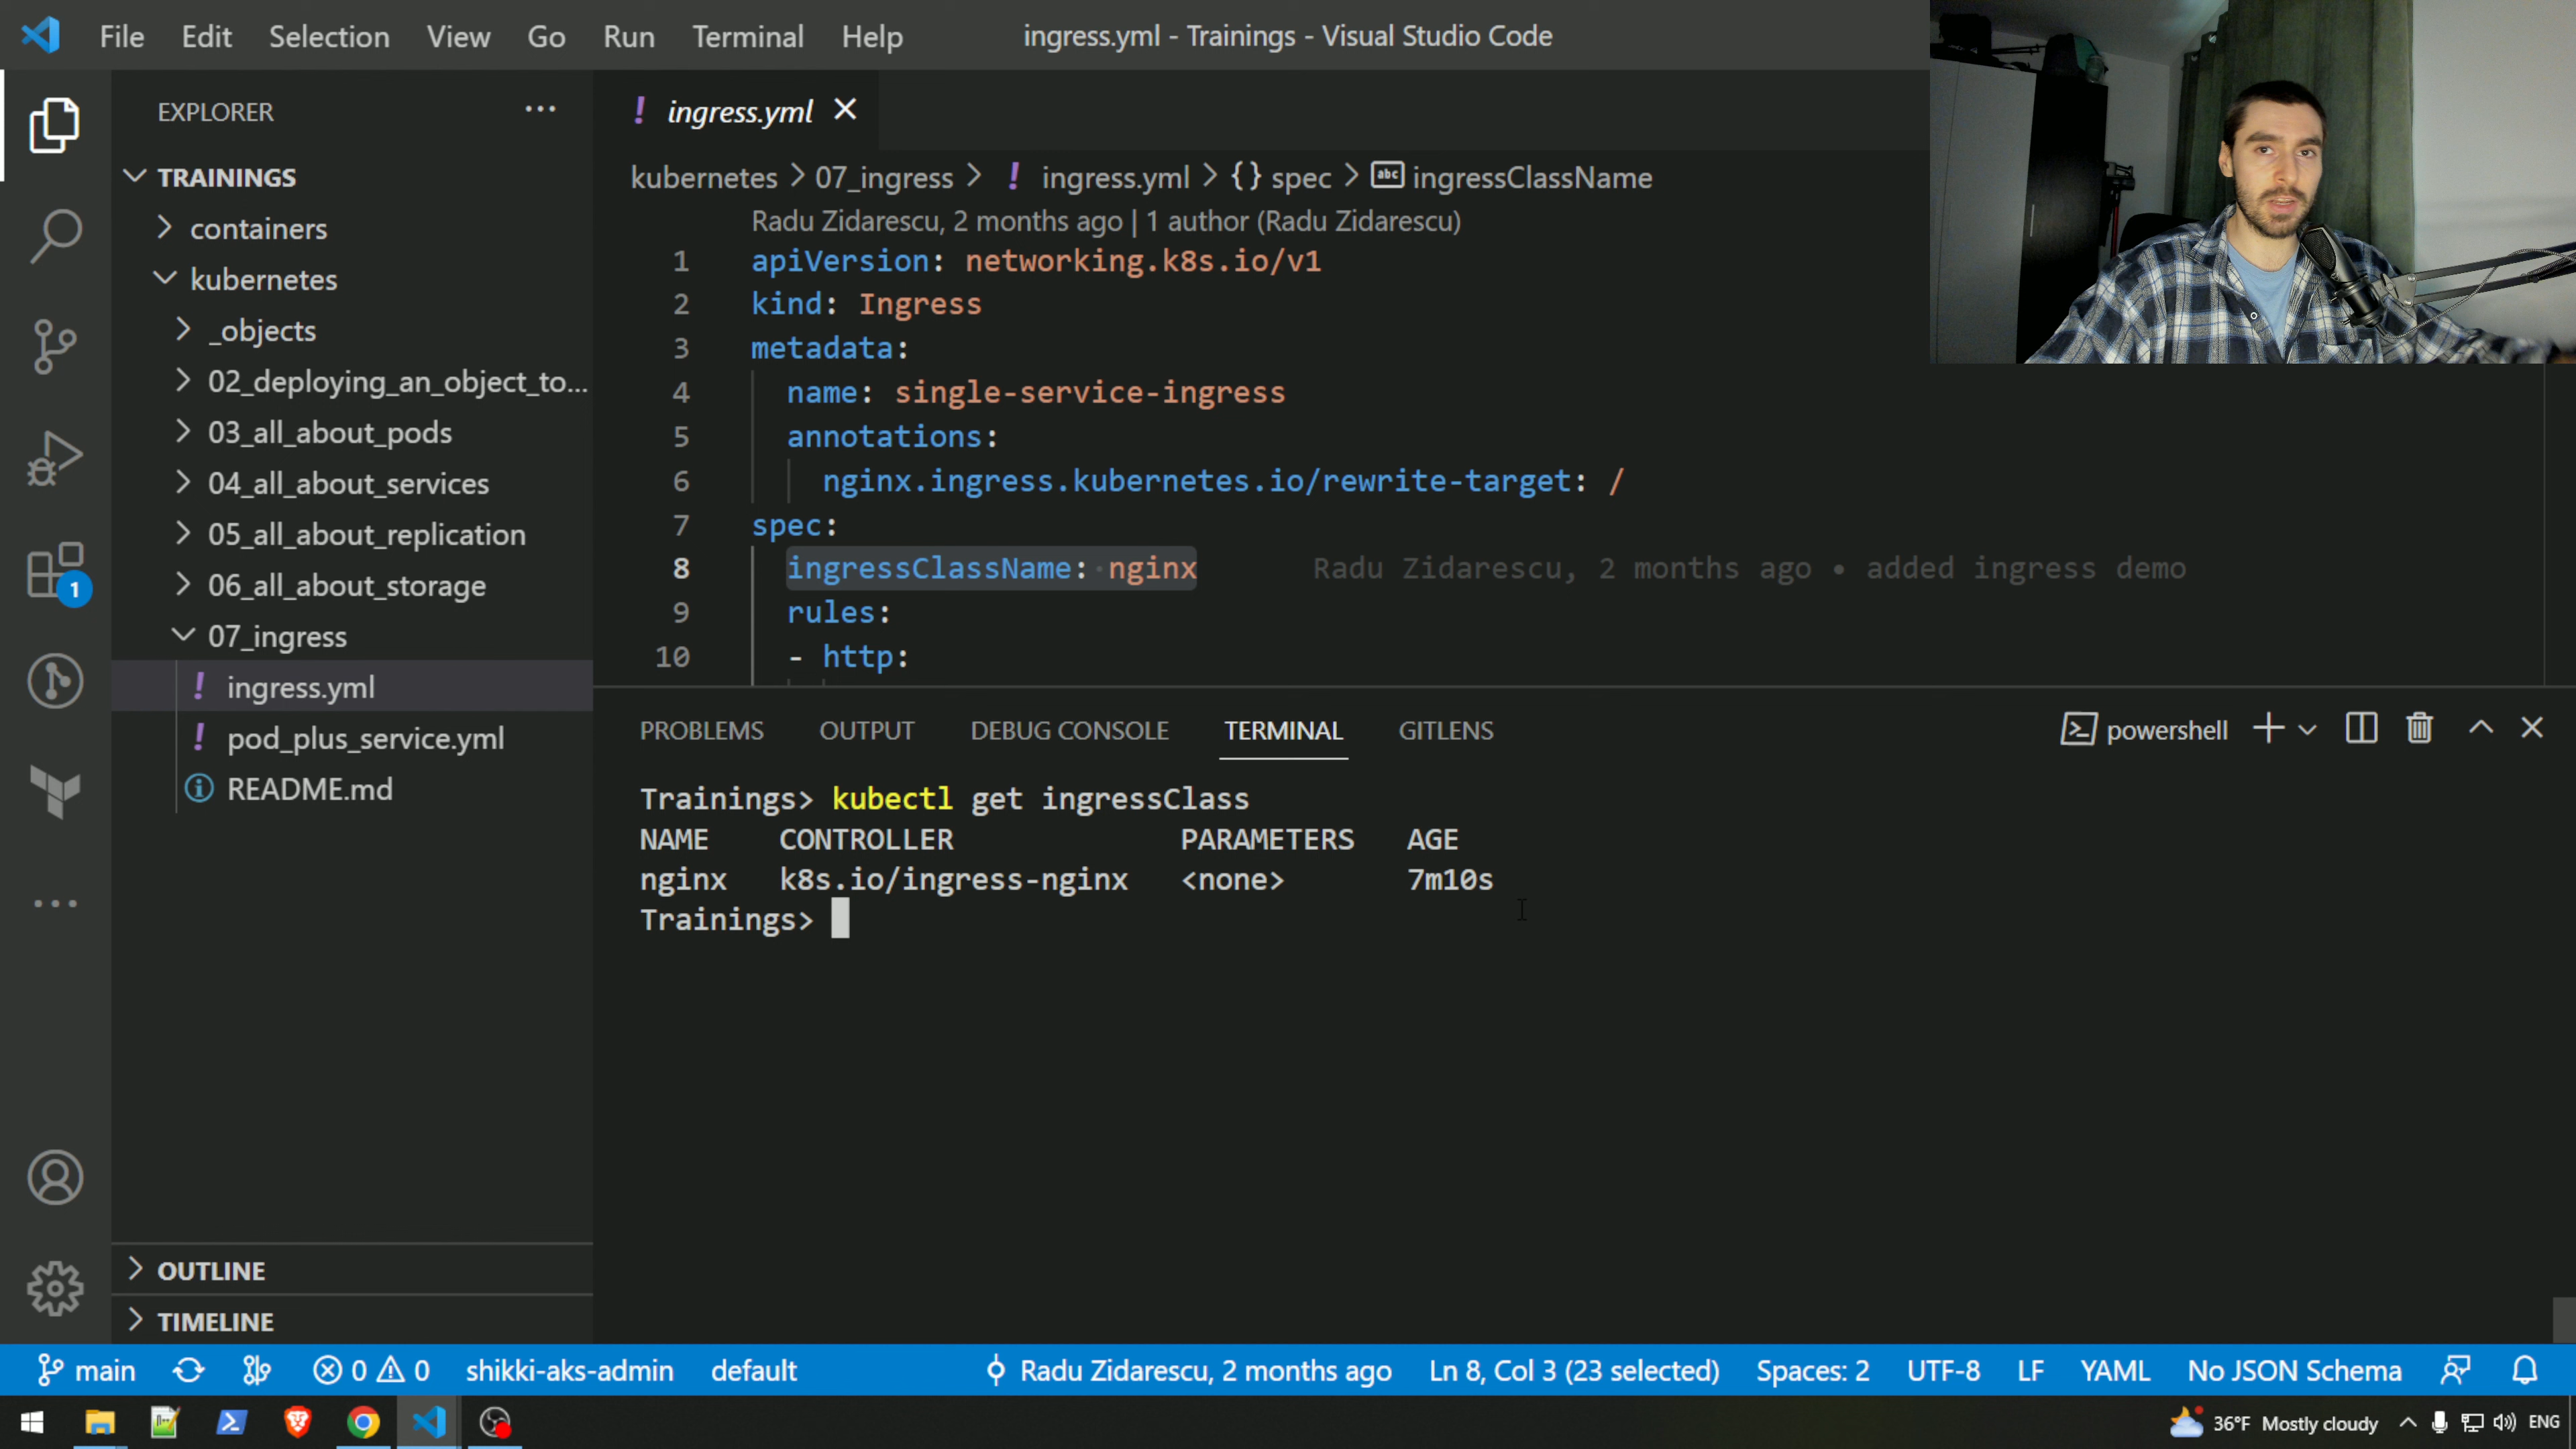 File Edit Selection View Go Run Terminal Help
ingress.yml - Trainings - Visual Studio Code
EXPLORER
TRAININGS
containers
kubernetes
_objects
02_deploying_an_object_to...
03_all_about_pods
04_all_about_services
05_all_about_replication
06_all_about_storage
07_ingress
! ingress.yml
! pod_plus_service.yml
README.md
OUTLINE
TIMELINE
1
! ingress.yml
kubernetes > 07_ingress > ! ingress.yml > {} spec > abc ingressClassName
Radu Zidarescu, 2 months ago | 1 author (Radu Zidarescu)
1 apiVersion: networking.k8s.io/v1
2 kind: Ingress
3 metadata:
4 name: single-service-ingress
5 annotations:
6 nginx.ingress.kubernetes.io/rewrite-target: /
7 spec:
8 ingressClassName: nginx Radu Zidarescu, 2 months ago • added ingress demo
9 rules:
10 - http:
PROBLEMS OUTPUT DEBUG CONSOLE TERMINAL GITLENS
powershell
Trainings> kubectl get ingressClass
NAME CONTROLLER PARAMETERS AGE
nginx k8s.io/ingress-nginx <none> 7m10s
Trainings>
main 0 0 shikki-aks-admin default Radu Zidarescu, 2 months ago Ln 8, Col 3 (23 selected) Spaces: 2 UTF-8 LF YAML No JSON Schema
36°F Mostly cloudy ENG